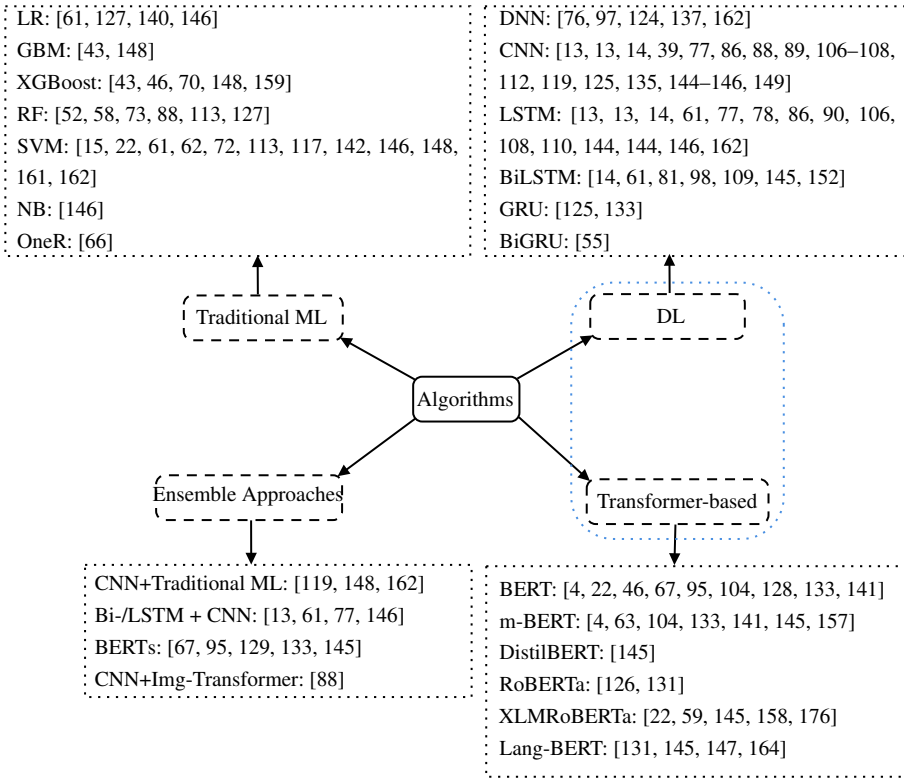 LR: [61, 127, 140, 146]
GBM: [43, 148]
XGBoost: [43, 46, 70, 148, 159]
RF: [52, 58, 73, 88, 113, 127]
SVM: [15, 22, 61, 62, 72, 113, 117, 142, 146, 148,
161, 162]
NB: [146]
OneR: [66]
DNN: [76, 97, 124, 137, 162]
CNN: [13, 13, 14, 39, 77, 86, 88, 89, 106–108,
112, 119, 125, 135, 144–146, 149]
LSTM: [13, 13, 14, 61, 77, 78, 86, 90, 106,
108, 110, 144, 144, 146, 162]
BiLSTM: [14, 61, 81, 98, 109, 145, 152]
GRU: [125, 133]
BiGRU: [55]
Traditional ML
DL
Algorithms
Ensemble Approaches
Transformer-based
CNN+Traditional ML: [119, 148, 162]
Bi-/LSTM + CNN: [13, 61, 77, 146]
BERTs: [67, 95, 129, 133, 145]
CNN+Img-Transformer: [88]
BERT: [4, 22, 46, 67, 95, 104, 128, 133, 141]
m-BERT: [4, 63, 104, 133, 141, 145, 157]
DistilBERT: [145]
RoBERTa: [126, 131]
XLMRoBERTa: [22, 59, 145, 158, 176]
Lang-BERT: [131, 145, 147, 164]